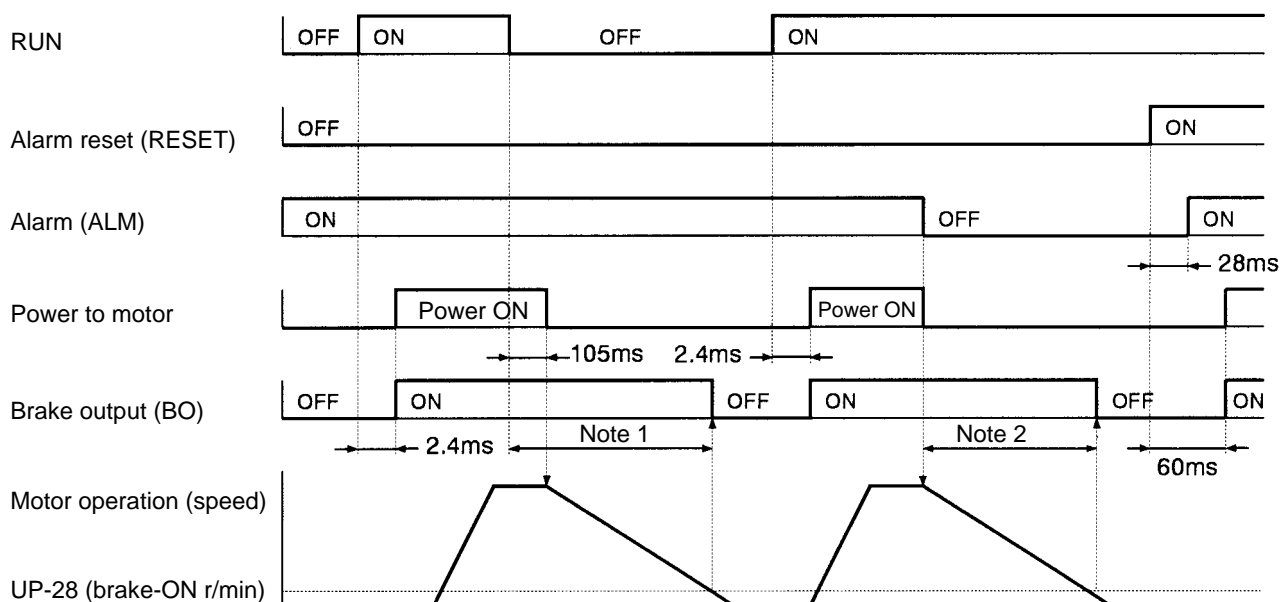 RUN OFF ON OFF ON
Alarm reset (RESET) OFF ON
Alarm (ALM) ON OFF ON
28ms
Power to motor Power ON Power ON
105ms 2.4ms
Brake output (BO) OFF ON OFF ON OFF ON
2.4ms Note 1 Note 2 60ms
Motor operation (speed)
UP-28 (brake-ON r/min)